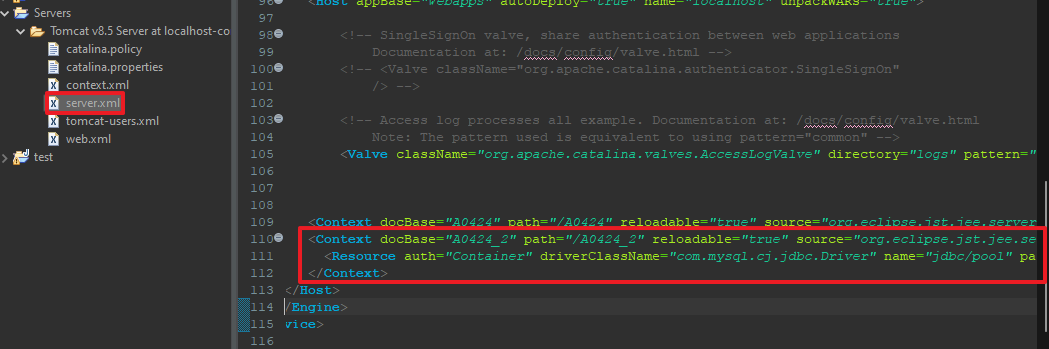 Servers
Tomcat v8.5 Server at localhost-co
catalina.policy
catalina.properties
context.xml
server.xml
tomcat-users.xml
web.xml
test
96 <Host appBase="webapps" autoDeploy="true" name="localhost" unpackWARs="true">
97
98 <!-- SingleSignOn valve, share authentication between web applications
99 Documentation at: /docs/config/valve.html -->
100 <!-- <Valve className="org.apache.catalina.authenticator.SingleSignOn"
101 /> -->
102
103 <!-- Access log processes all example. Documentation at: /docs/config/valve.html
104 Note: The pattern used is equivalent to using pattern="common" -->
105 <Valve className="org.apache.catalina.valves.AccessLogValve" directory="logs" pattern="
106
107
108
109 <Context docBase="A0424" path="/A0424" reloadable="true" source="org.eclipse.jst.jee.server
110 <Context docBase="A0424_2" path="/A0424_2" reloadable="true" source="org.eclipse.jst.jee.se
111 <Resource auth="Container" driverClassName="com.mysql.cj.jdbc.Driver" name="jdbc/pool" pa
112 </Context>
113 </Host>
114 /Engine>
115 vice>
116